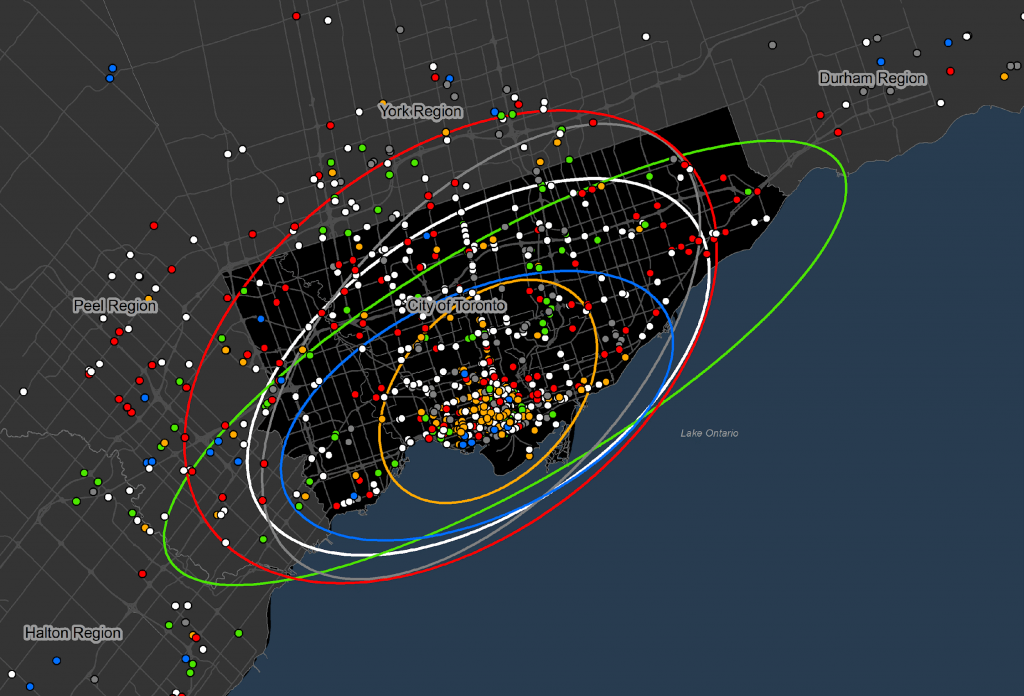 Durham Region
York Region
Peel Region
City of Toronto
Lake Ontario
Halton Region